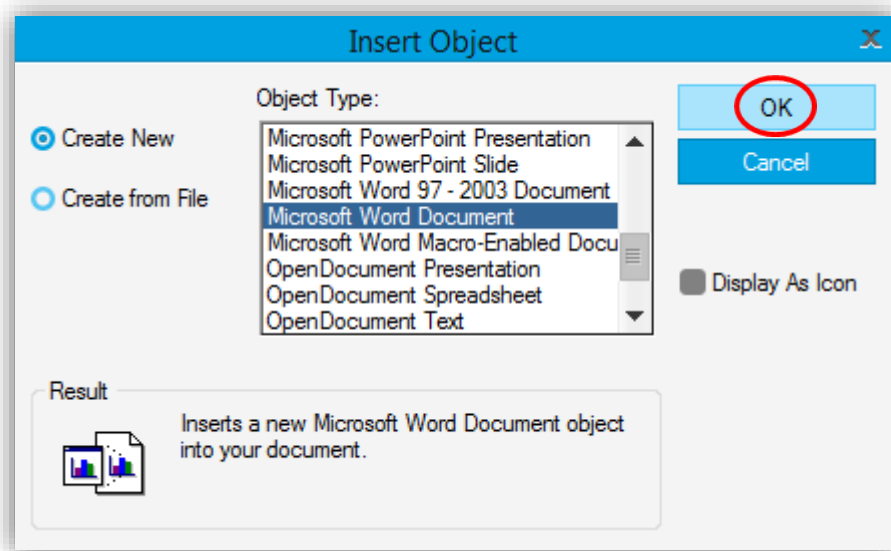 Insert Object
x
Object Type:
Create New
Create from File
Microsoft PowerPoint Presentation
Microsoft PowerPoint Slide
Microsoft Word 97 - 2003 Document
Microsoft Word Document
Microsoft Word Macro-Enabled Docu
OpenDocument Presentation
OpenDocument Spreadsheet
OpenDocument Text
OK
Cancel
Display As Icon
Result
Inserts a new Microsoft Word Document object
into your document.